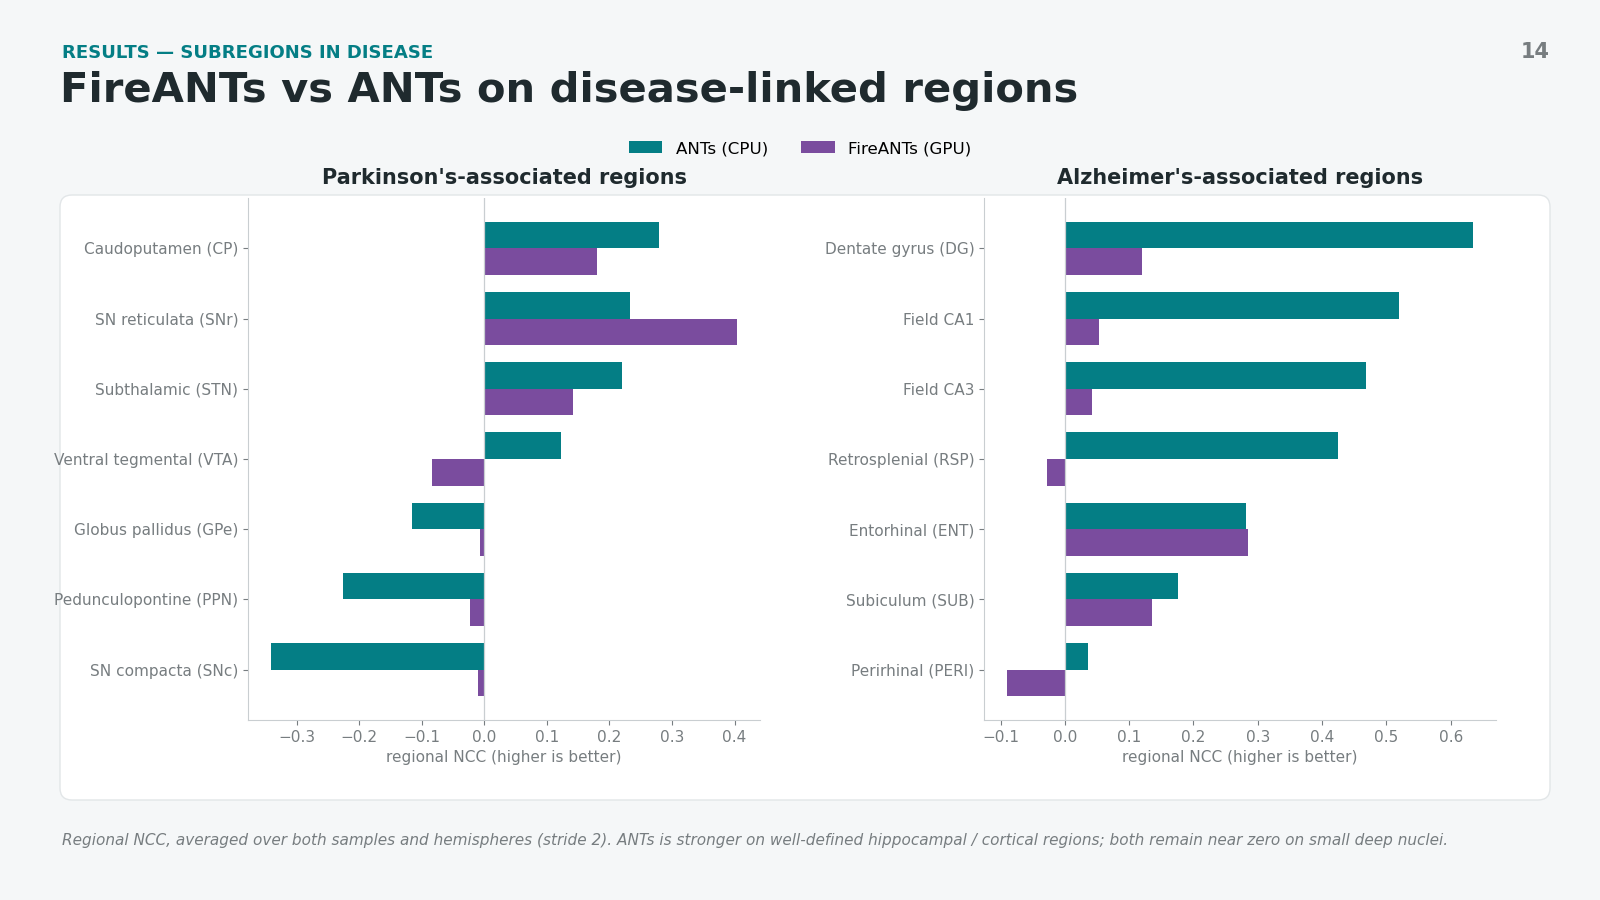 RESULTS — SUBREGIONS IN DISEASE
14
FireANTs vs ANTs on disease-linked regions
ANTs (CPU)
FireANTs (GPU)
Parkinson's-associated regions
Caudoputamen (CP)
SN reticulata (SNr)
Subthalamic (STN)
Ventral tegmental (VTA)
Globus pallidus (GPe)
Pedunculopontine (PPN)
SN compacta (SNc)
−0.3 −0.2 −0.1 0.0 0.1 0.2 0.3 0.4
regional NCC (higher is better)
Alzheimer's-associated regions
Dentate gyrus (DG)
Field CA1
Field CA3
Retrosplenial (RSP)
Entorhinal (ENT)
Subiculum (SUB)
Perirhinal (PERI)
−0.1 0.0 0.1 0.2 0.3 0.4 0.5 0.6
regional NCC (higher is better)
Regional NCC, averaged over both samples and hemispheres (stride 2). ANTs is stronger on well-defined hippocampal / cortical regions; both remain near zero on small deep nuclei.